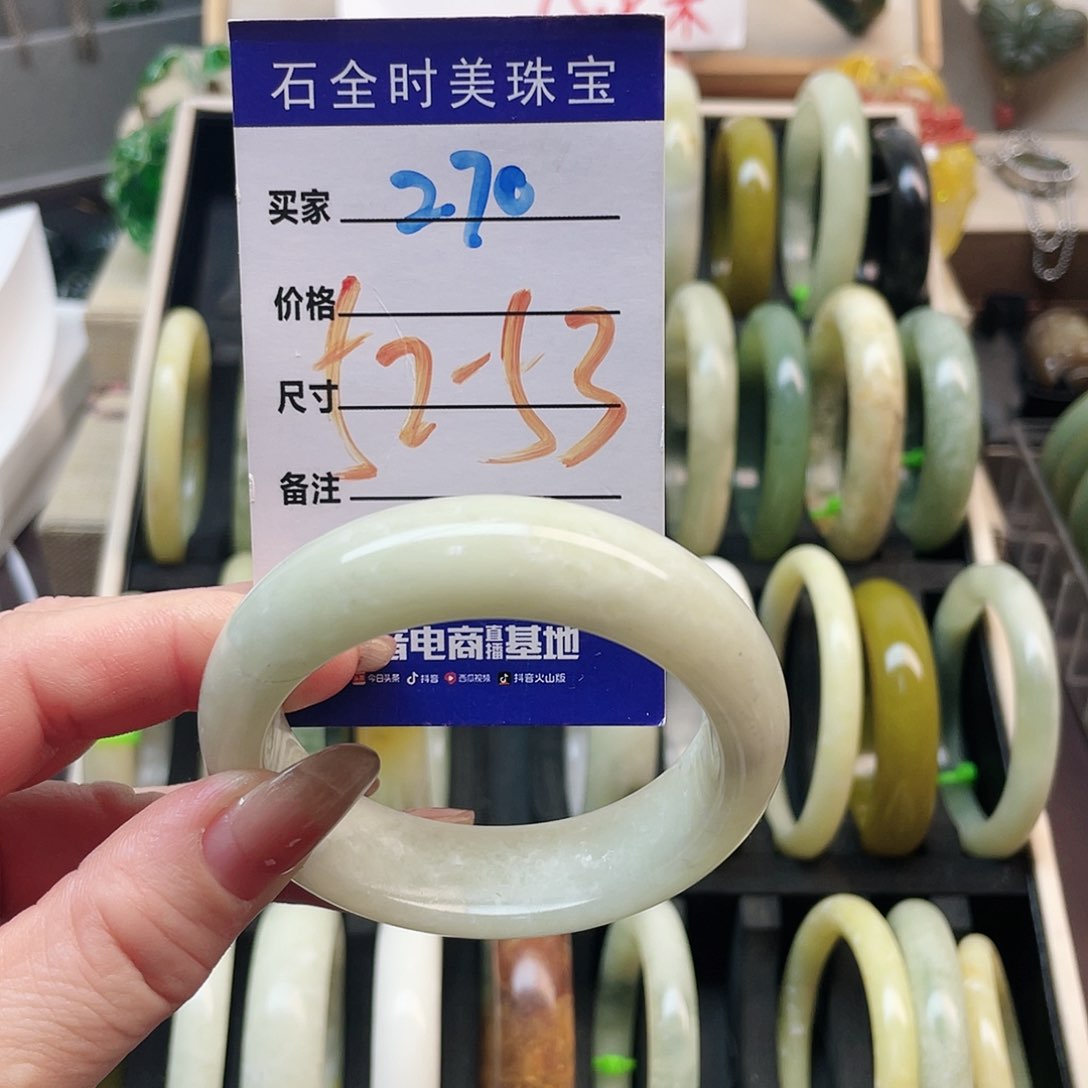 石全时美珠宝
买家 270
价格
尺寸 52-53
备注
音电商直播基地
今日头条 抖音 西瓜视频 抖音火山版